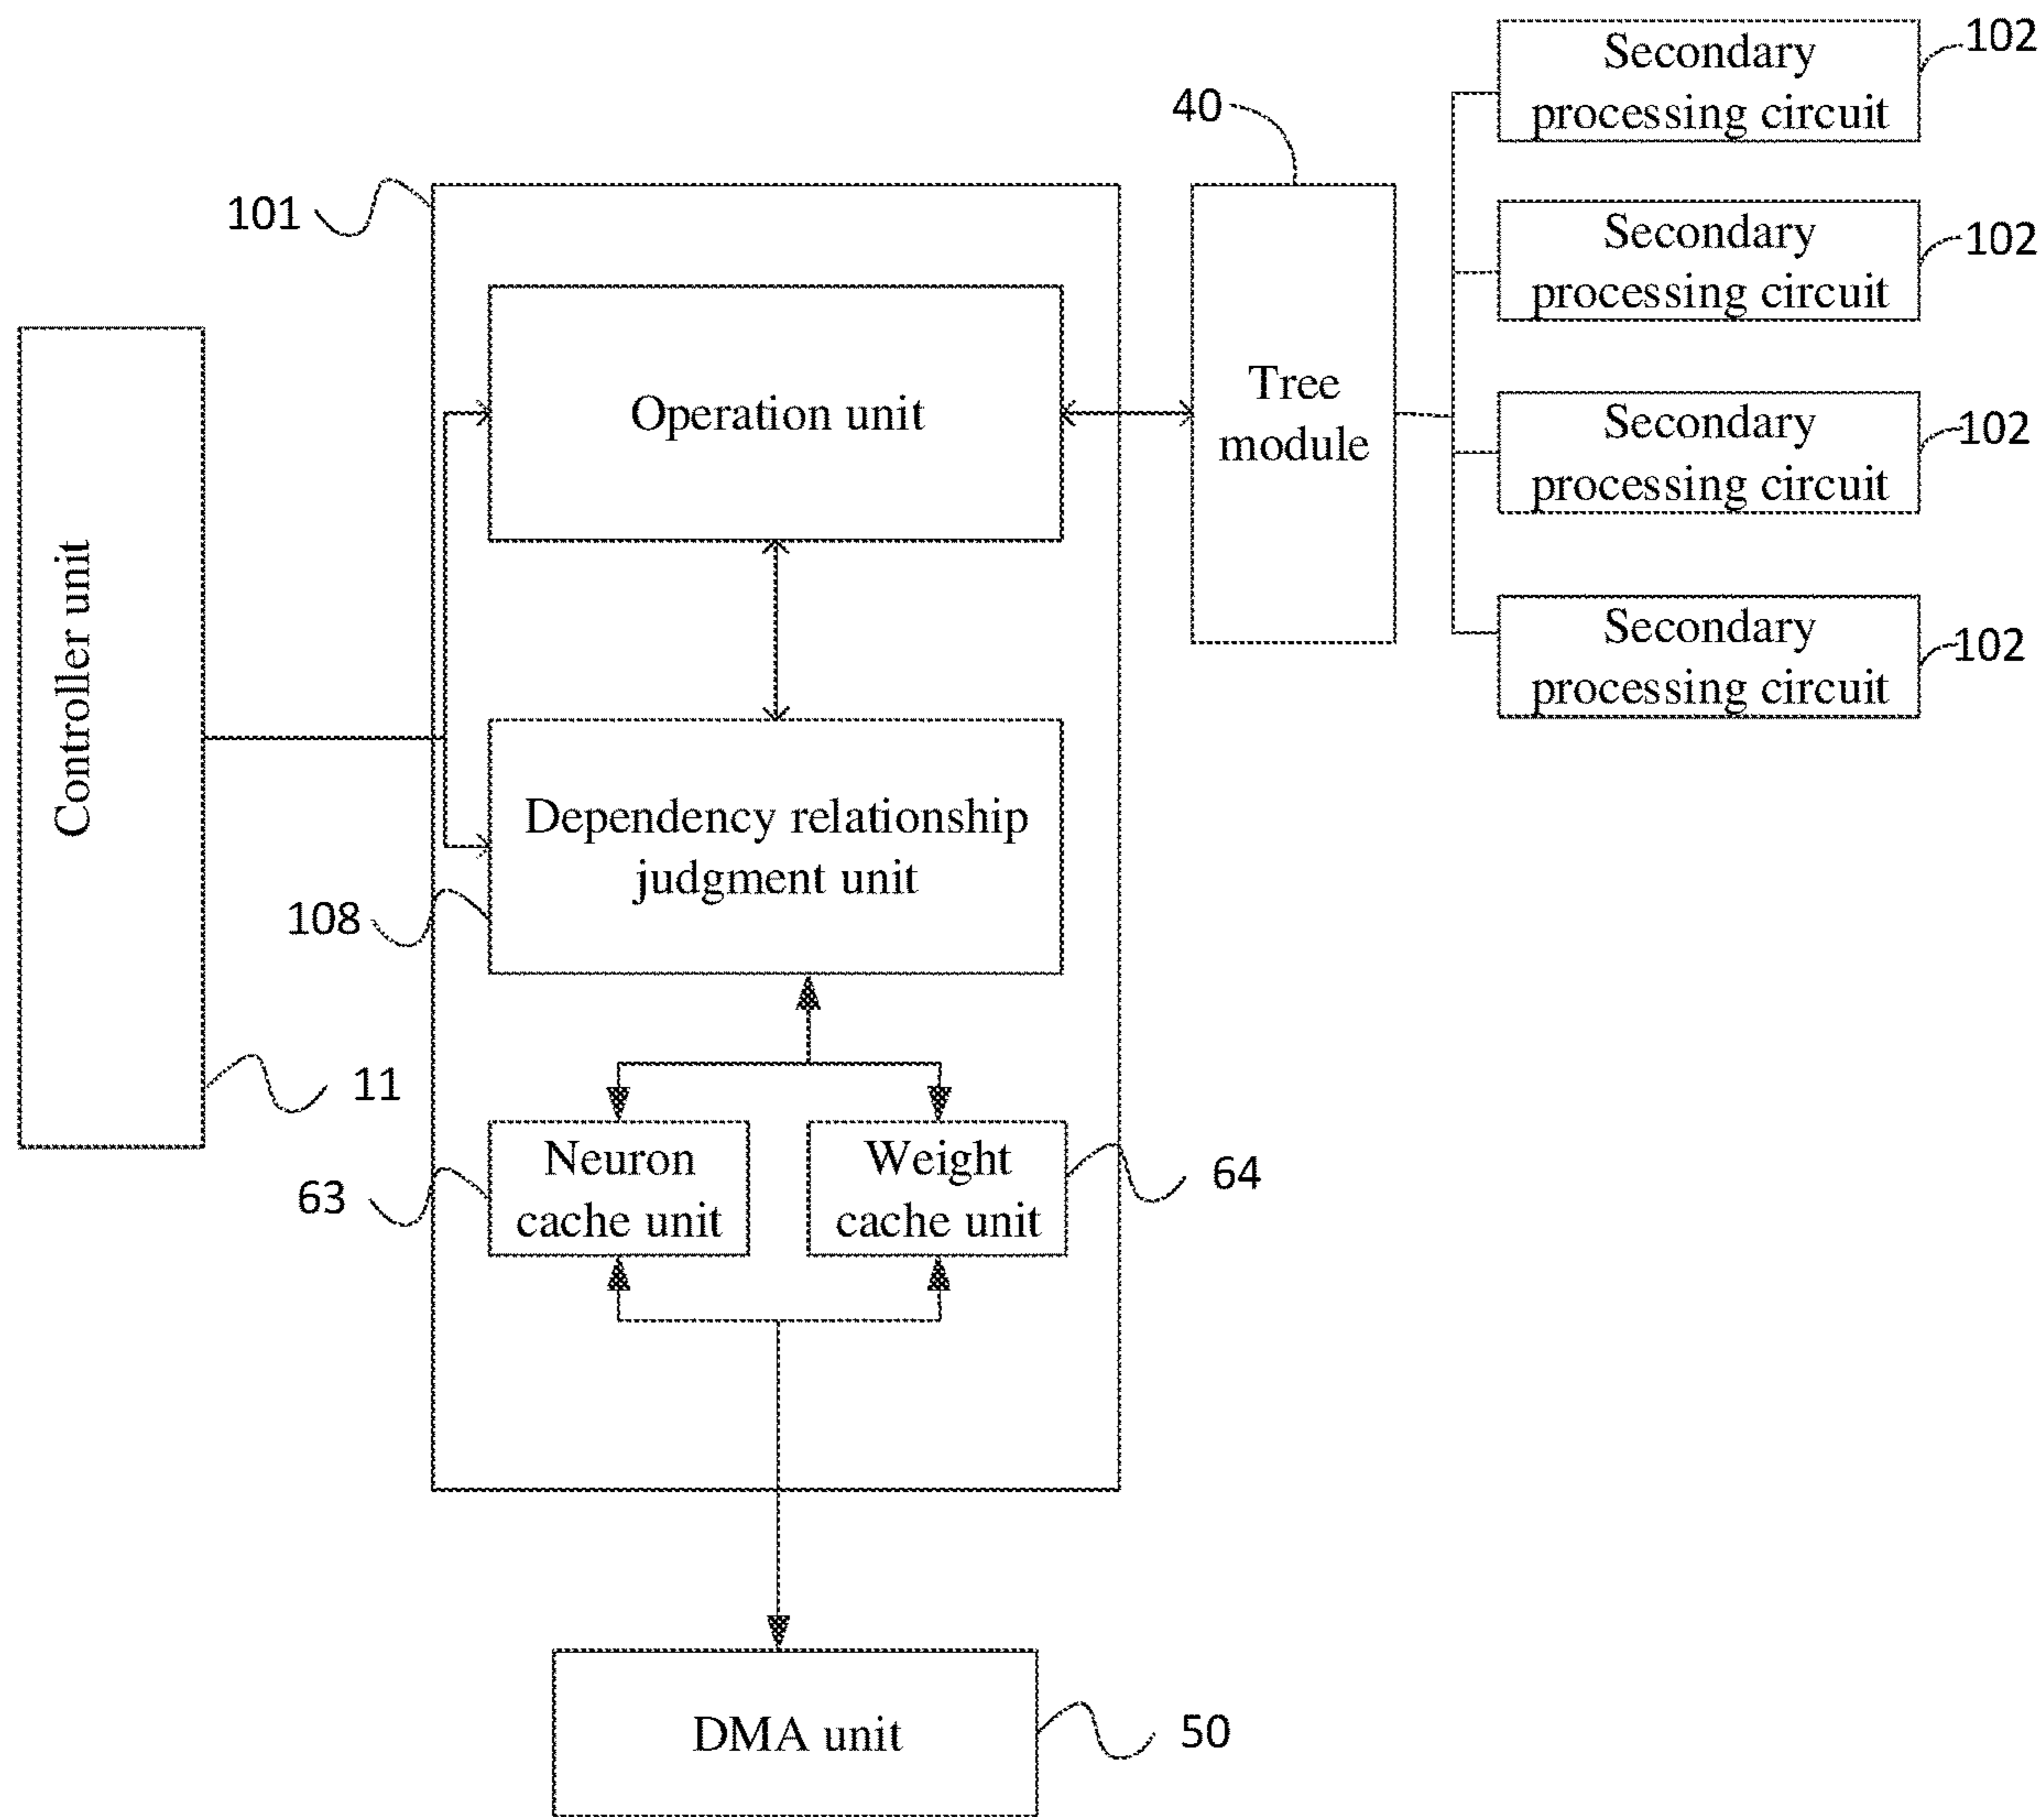 Secondary
processing circuit
102
40
Secondary
processing circuit
102
101
Operation unit
Tree
module
Secondary
processing circuit
102
Secondary
processing circuit
102
Controller unit
Dependency relationship
judgment unit
108
11
Neuron
cache unit
63
Weight
cache unit
64
DMA unit
50